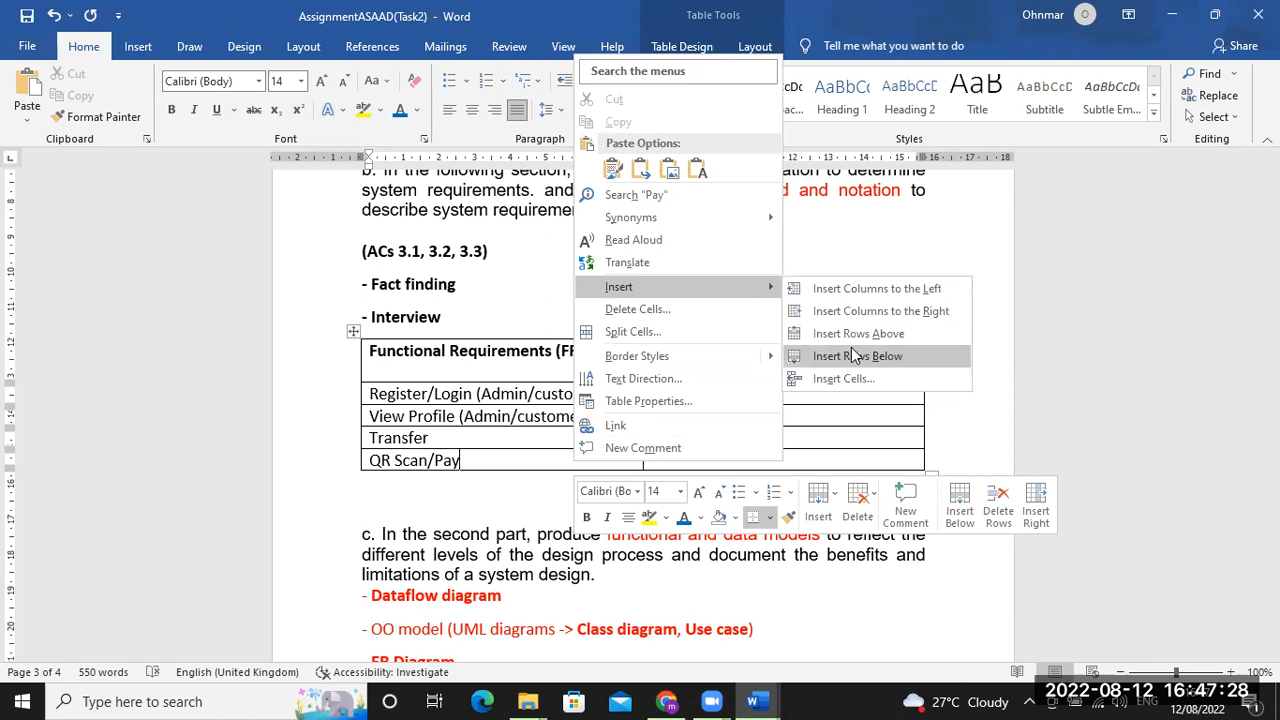 AssignmentASAAD(Task2) - Word
Table Tools
Ohnmar
File
Home
Insert
Draw
Design
Layout
References
Mailings
Review
View
Help
Table Design
Layout
Tell me what you want to do
Share
Paste
Cut
Copy
Format Painter
Clipboard
Calibri (Body)
14
Font
Paragraph
Heading 1
Heading 2
Title
Subtitle
Subtle Em...
Styles
Find
Replace
Select
Editing
Search the menus
Cut
Copy
Paste Options:
Search "Pay"
Synonyms
Read Aloud
Translate
Insert
Delete Cells...
Split Cells...
Border Styles
Text Direction...
Table Properties...
Link
New Comment
Insert Columns to the Left
Insert Columns to the Right
Insert Rows Above
Insert Rows Below
Insert Cells...
b. In the following section, ation to determine
system requirements. and d and notation to
describe system requireme
(ACs 3.1, 3.2, 3.3)
- Fact finding
- Interview
Functional Requirements (FR
Register/Login (Admin/custome
View Profile (Admin/custome
Transfer
QR Scan/Pay
Calibri (Bo
14
Insert
Delete
New Comment
Insert Below
Delete Rows
Insert Right
c. In the second part, produce functional and data models to reflect the
different levels of the design process and document the benefits and
limitations of a system design.
- Dataflow diagram
- OO model (UML diagrams -> Class diagram, Use case)
- ER Diagram
Page 3 of 4
550 words
English (United Kingdom)
Accessibility: Investigate
100%
Type here to search
27°C Cloudy
ENG
2022-08-12 16:47:28
12/08/2022